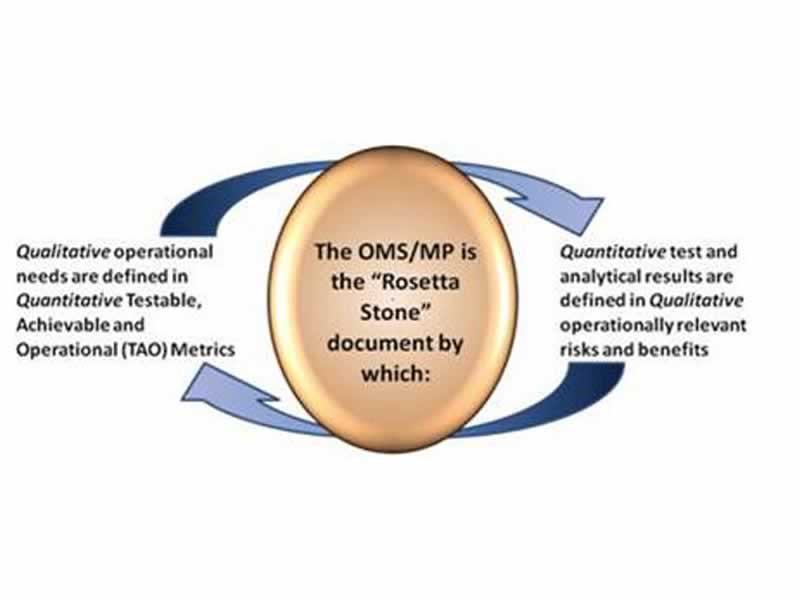 Qualitative operational
needs are defined in
Quantitative Testable,
Achievable and
Operational (TAO) Metrics
The OMS/MP is
the “Rosetta
Stone”
document by
which:
Quantitative test and
analytical results are
defined in Qualitative
operationally relevant
risks and benefits